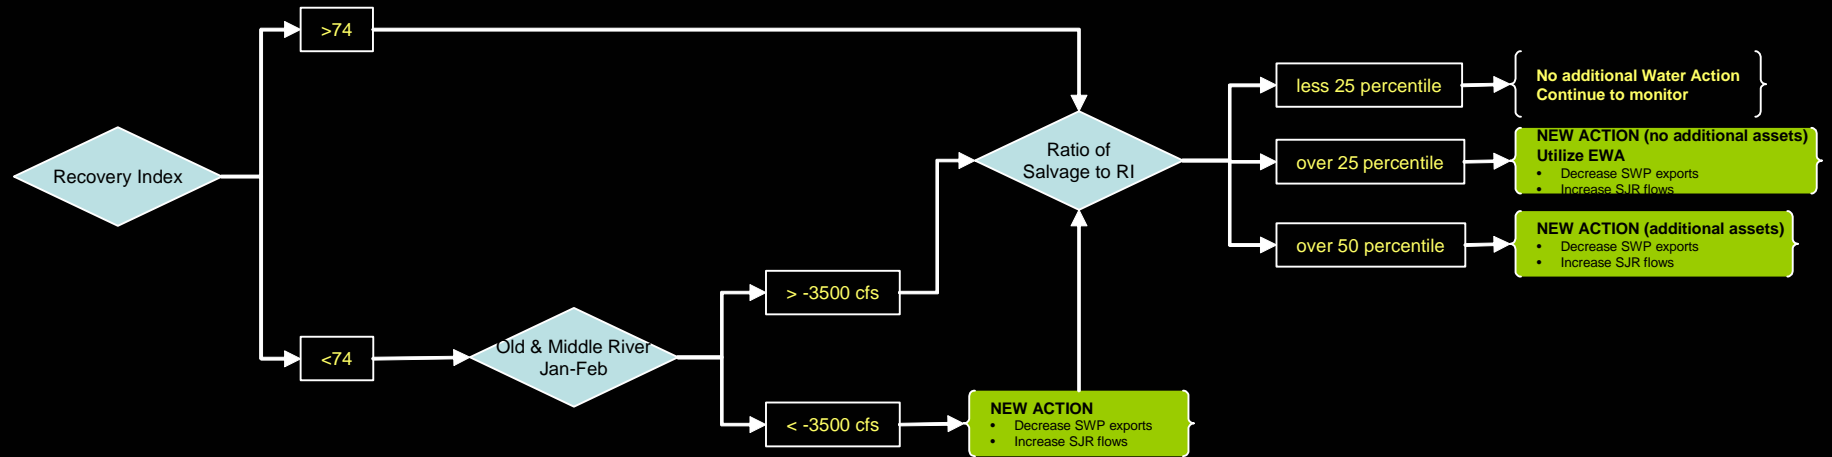 >74
Recovery Index
<74
Old & Middle River
Jan-Feb
> -3500 cfs
< -3500 cfs
NEW ACTION
• Decrease SWP exports
• Increase SJR flows
Ratio of
Salvage to RI
less 25 percentile
No additional Water Action
Continue to monitor
over 25 percentile
NEW ACTION (no additional assets)
Utilize EWA
• Decrease SWP exports
• Increase SJR flows
over 50 percentile
NEW ACTION (additional assets)
• Decrease SWP exports
• Increase SJR flows